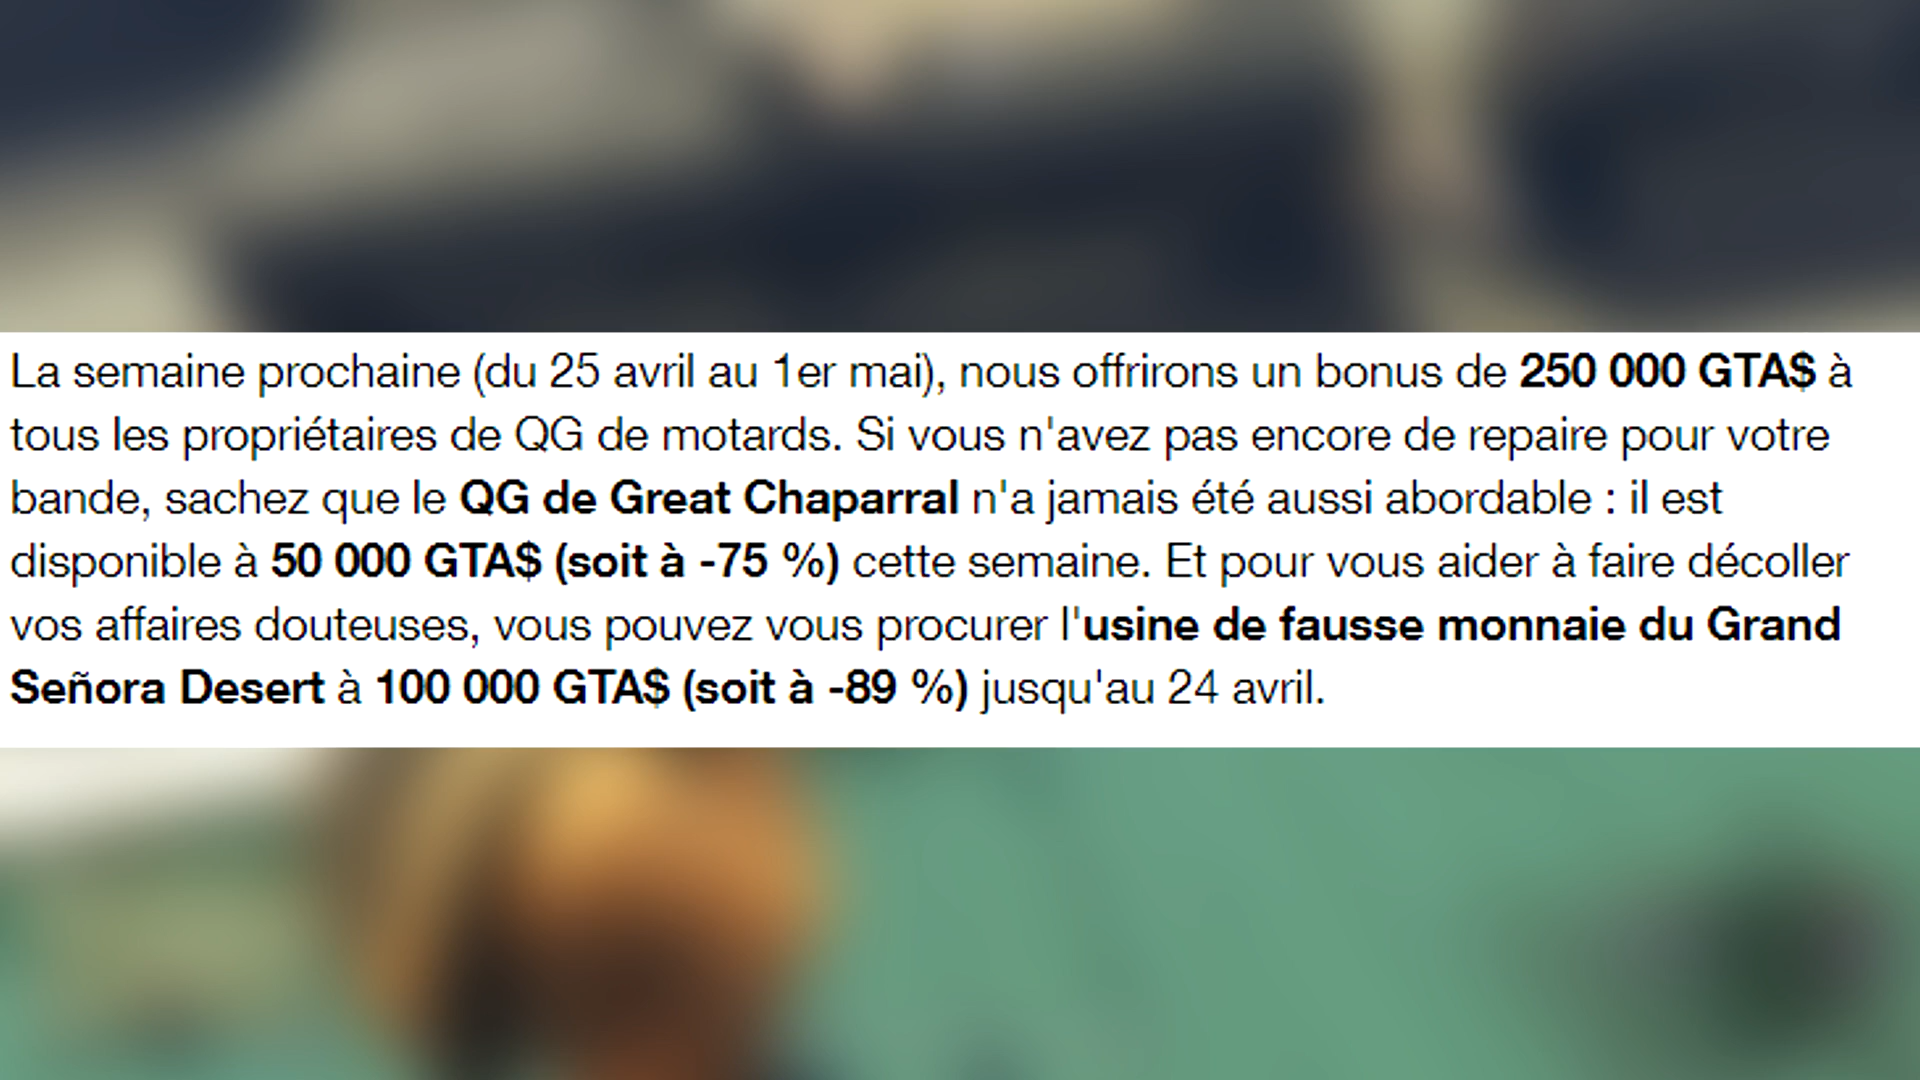 La semaine prochaine (du 25 avril au 1er mai), nous offrirons un bonus de 250 000 GTA$ à
tous les propriétaires de QG de motards. Si vous n'avez pas encore de repaire pour votre
bande, sachez que le QG de Great Chaparral n'a jamais été aussi abordable : il est
disponible à 50 000 GTA$ (soit à -75 %) cette semaine. Et pour vous aider à faire décoller
vos affaires douteuses, vous pouvez vous procurer l'usine de fausse monnaie du Grand
Señora Desert à 100 000 GTA$ (soit à -89 %) jusqu'au 24 avril.